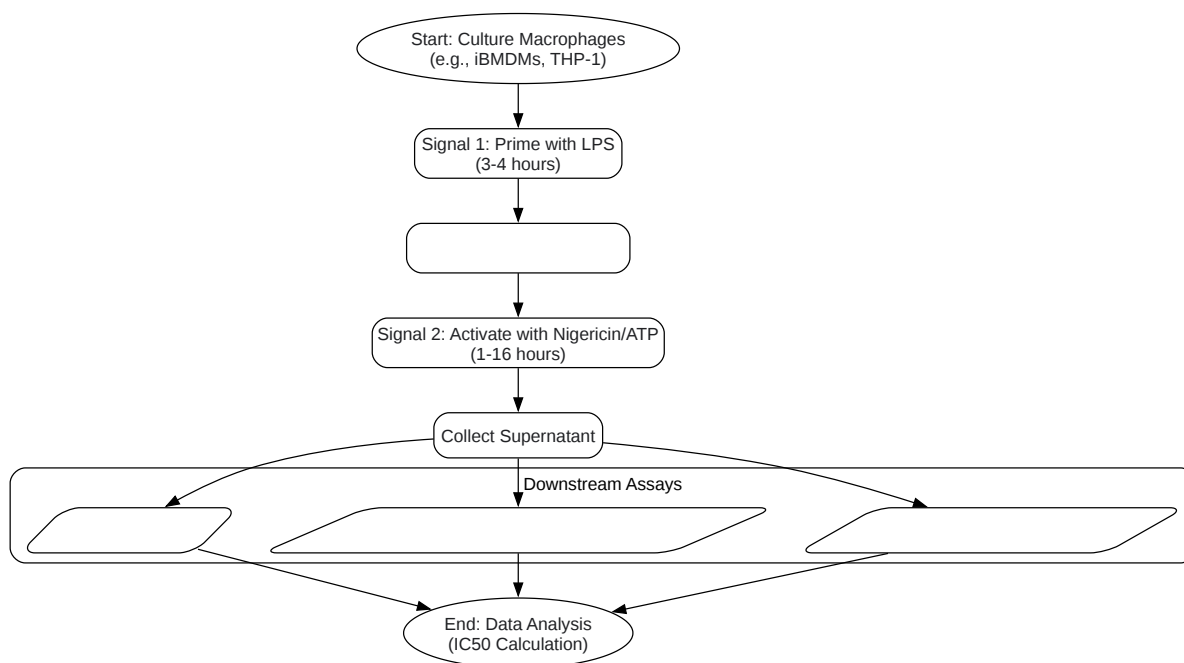 Start: Culture Macrophages
(e.g., iBMDMs, THP-1)
Signal 1: Prime with LPS
(3-4 hours)
Signal 2: Activate with Nigericin/ATP
(1-16 hours)
Collect Supernatant
Downstream Assays
End: Data Analysis
(IC50 Calculation)